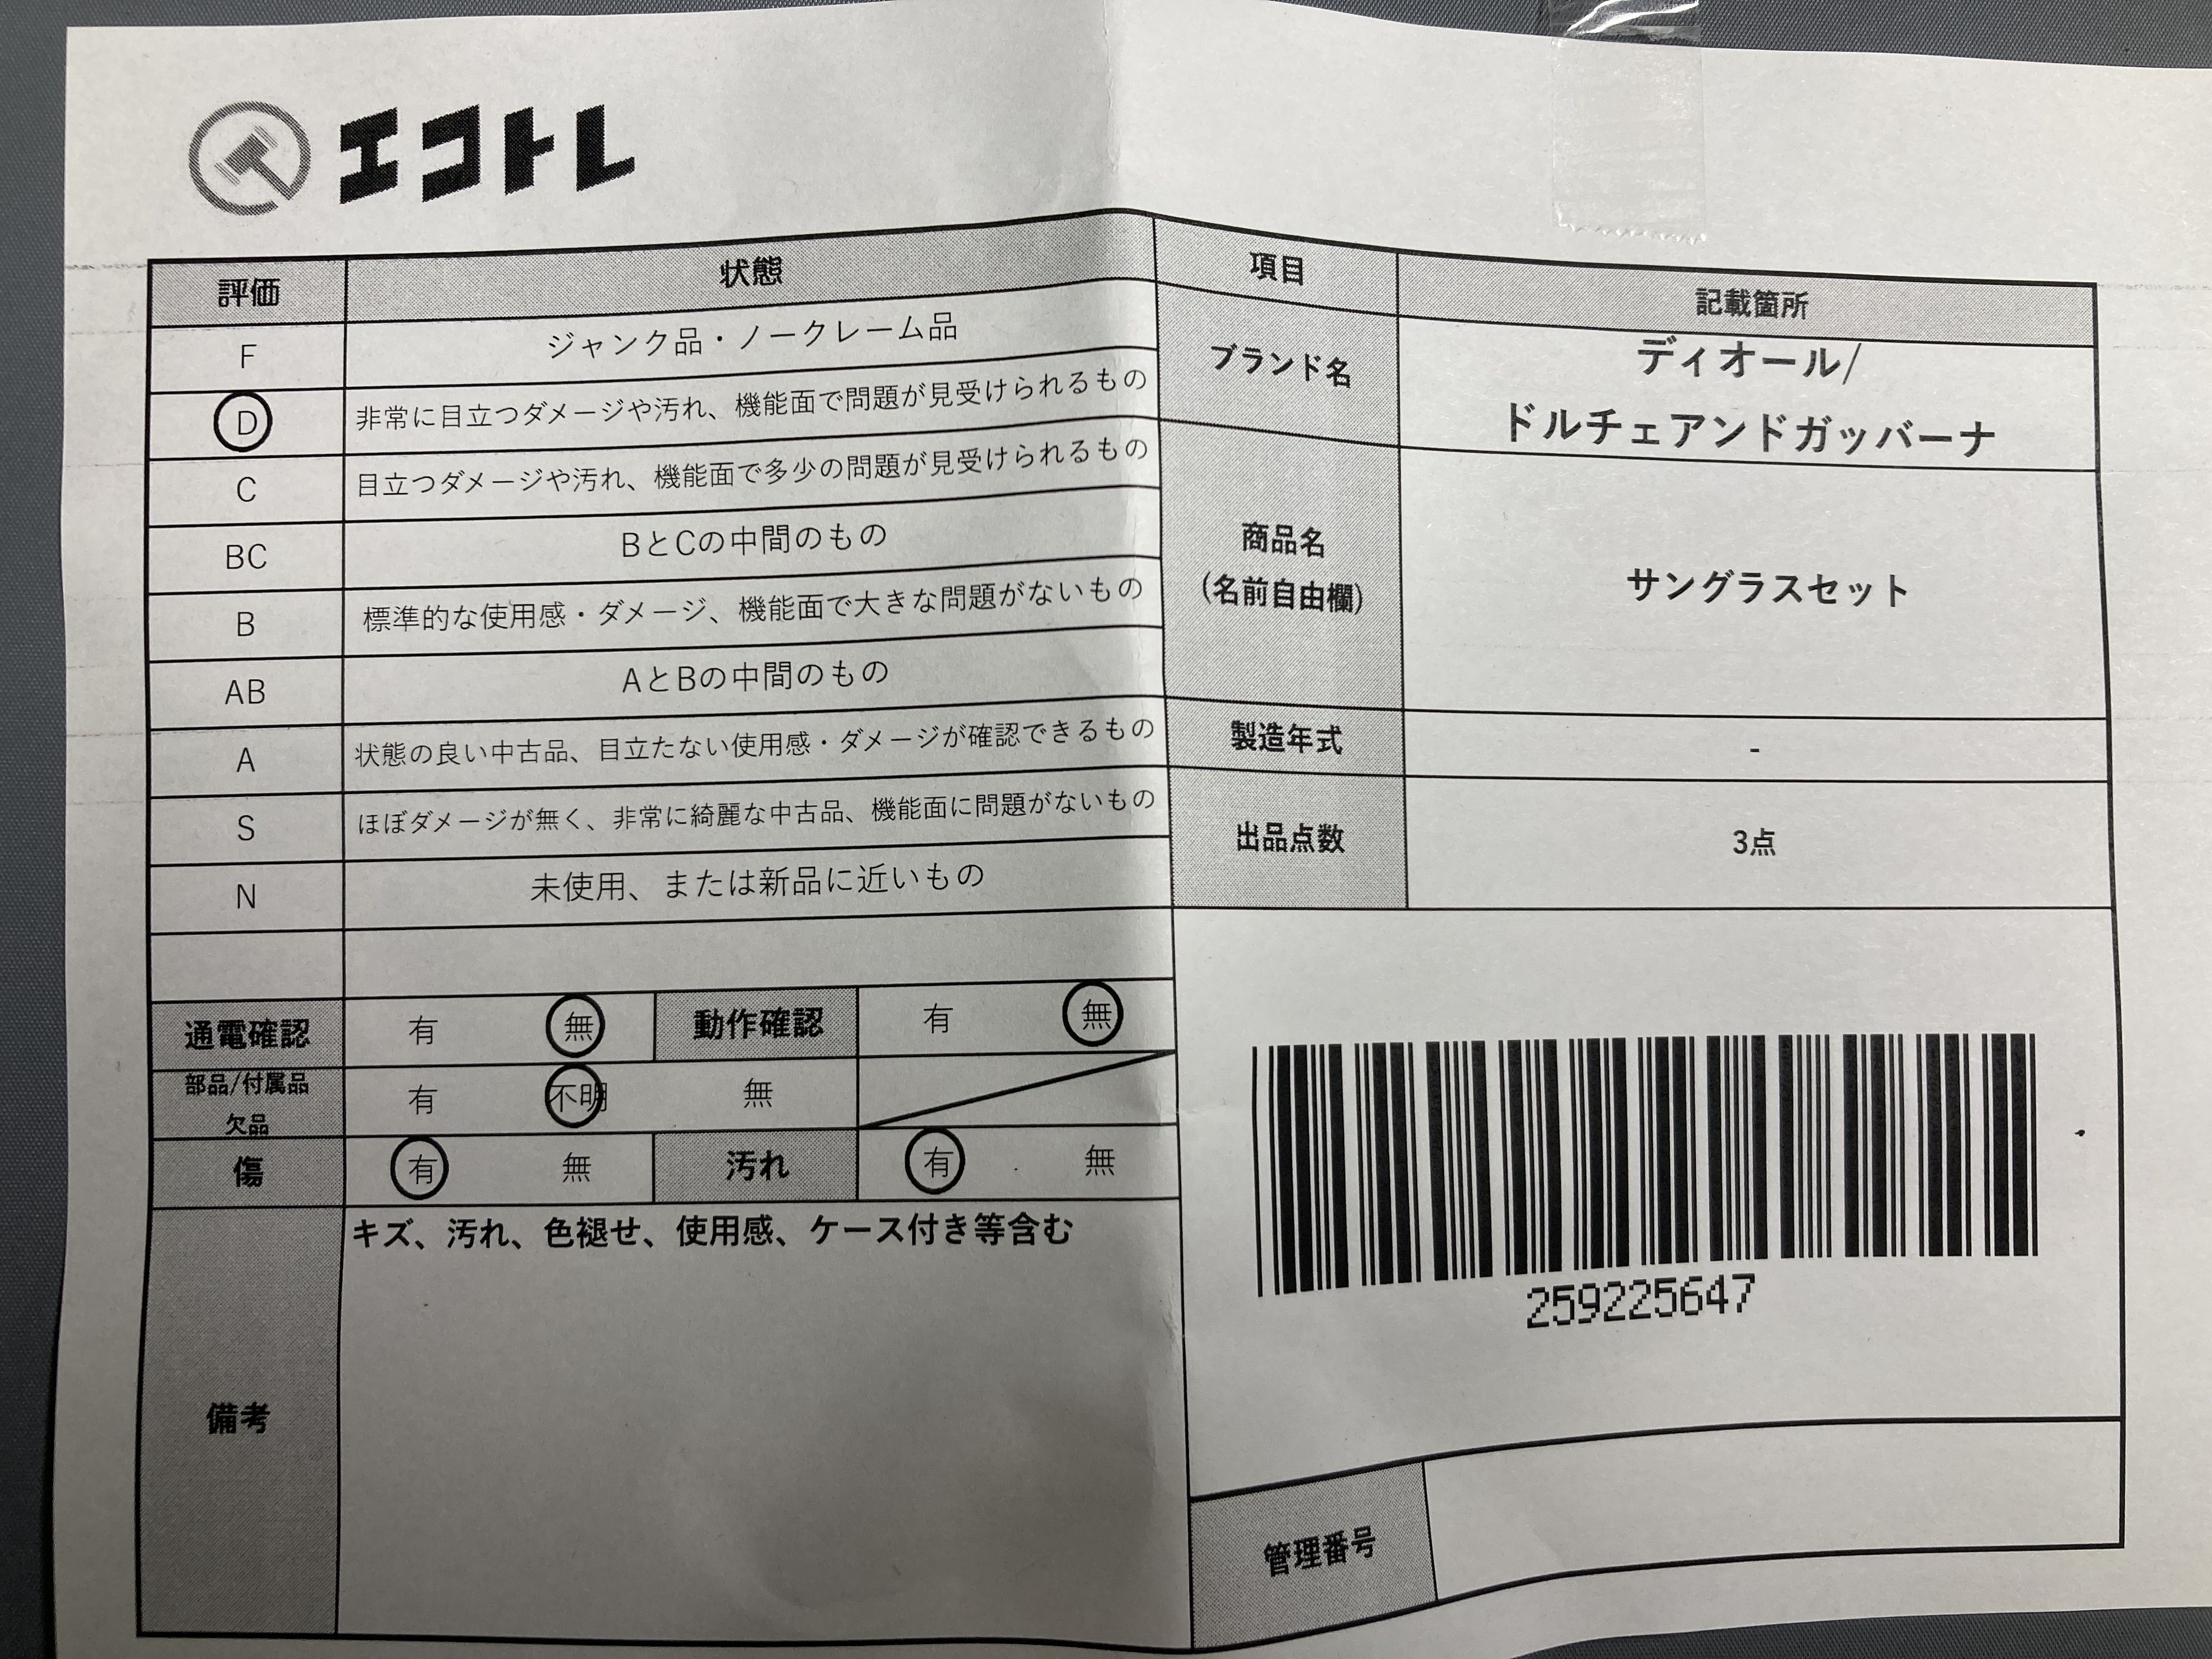 エコトレ
評価 状態
F ジャンク品・ノークレーム品
D 非常に目立つダメージや汚れ、機能面で問題が見受けられるもの
C 目立つダメージや汚れ、機能面で多少の問題が見受けられるもの
BC BとCの中間のもの
B 標準的な使用感・ダメージ、機能面で大きな問題がないもの
AB AとBの中間のもの
A 状態の良い中古品、目立たない使用感・ダメージが確認できるもの
S ほぼダメージが無く、非常に綺麗な中古品、機能面に問題がないもの
N 未使用、または新品に近いもの
通電確認 有 無 動作確認 有 無
部品/付属品
欠品
有 不明 無
傷 有 無 汚れ 有 無
備考
キズ、汚れ、色褪せ、使用感、ケース付き等含む
項目 記載箇所
ブランド名
ディオール/
ドルチェアンドガッバーナ
商品名
(名前自由欄)
サングラスセット
製造年式 -
出品点数 3点
259225647
管理番号